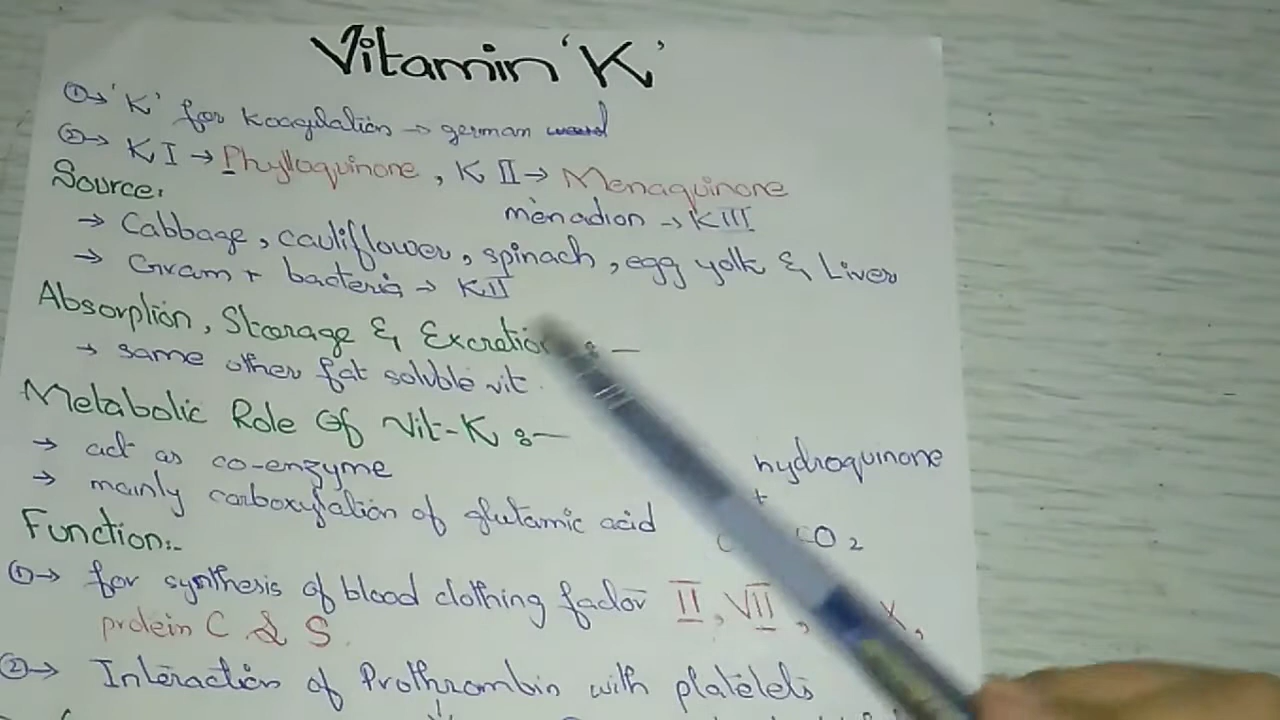 Vitamin 'K'
①→ 'K' for Koagulation → german word
②→ K I → Phylloquinone, K II → Menaquinone
menadion → K III
Source:
→ Cabbage, cauliflower, spinach, egg yolk & Liver
→ Gram + bacteria → K II
Absorption, Storage & Excretion :—
→ same other fat soluble vit.
Metabolic Role Of Vit-K :—
→ act as co-enzyme
→ mainly carboxylation of glutamic acid
hydroquinone
+
CO2
Function:-
①→ for synthesis of blood clothing factor II, VII, X,
protein C & S.
②→ Interaction of Prothrombin with platelets